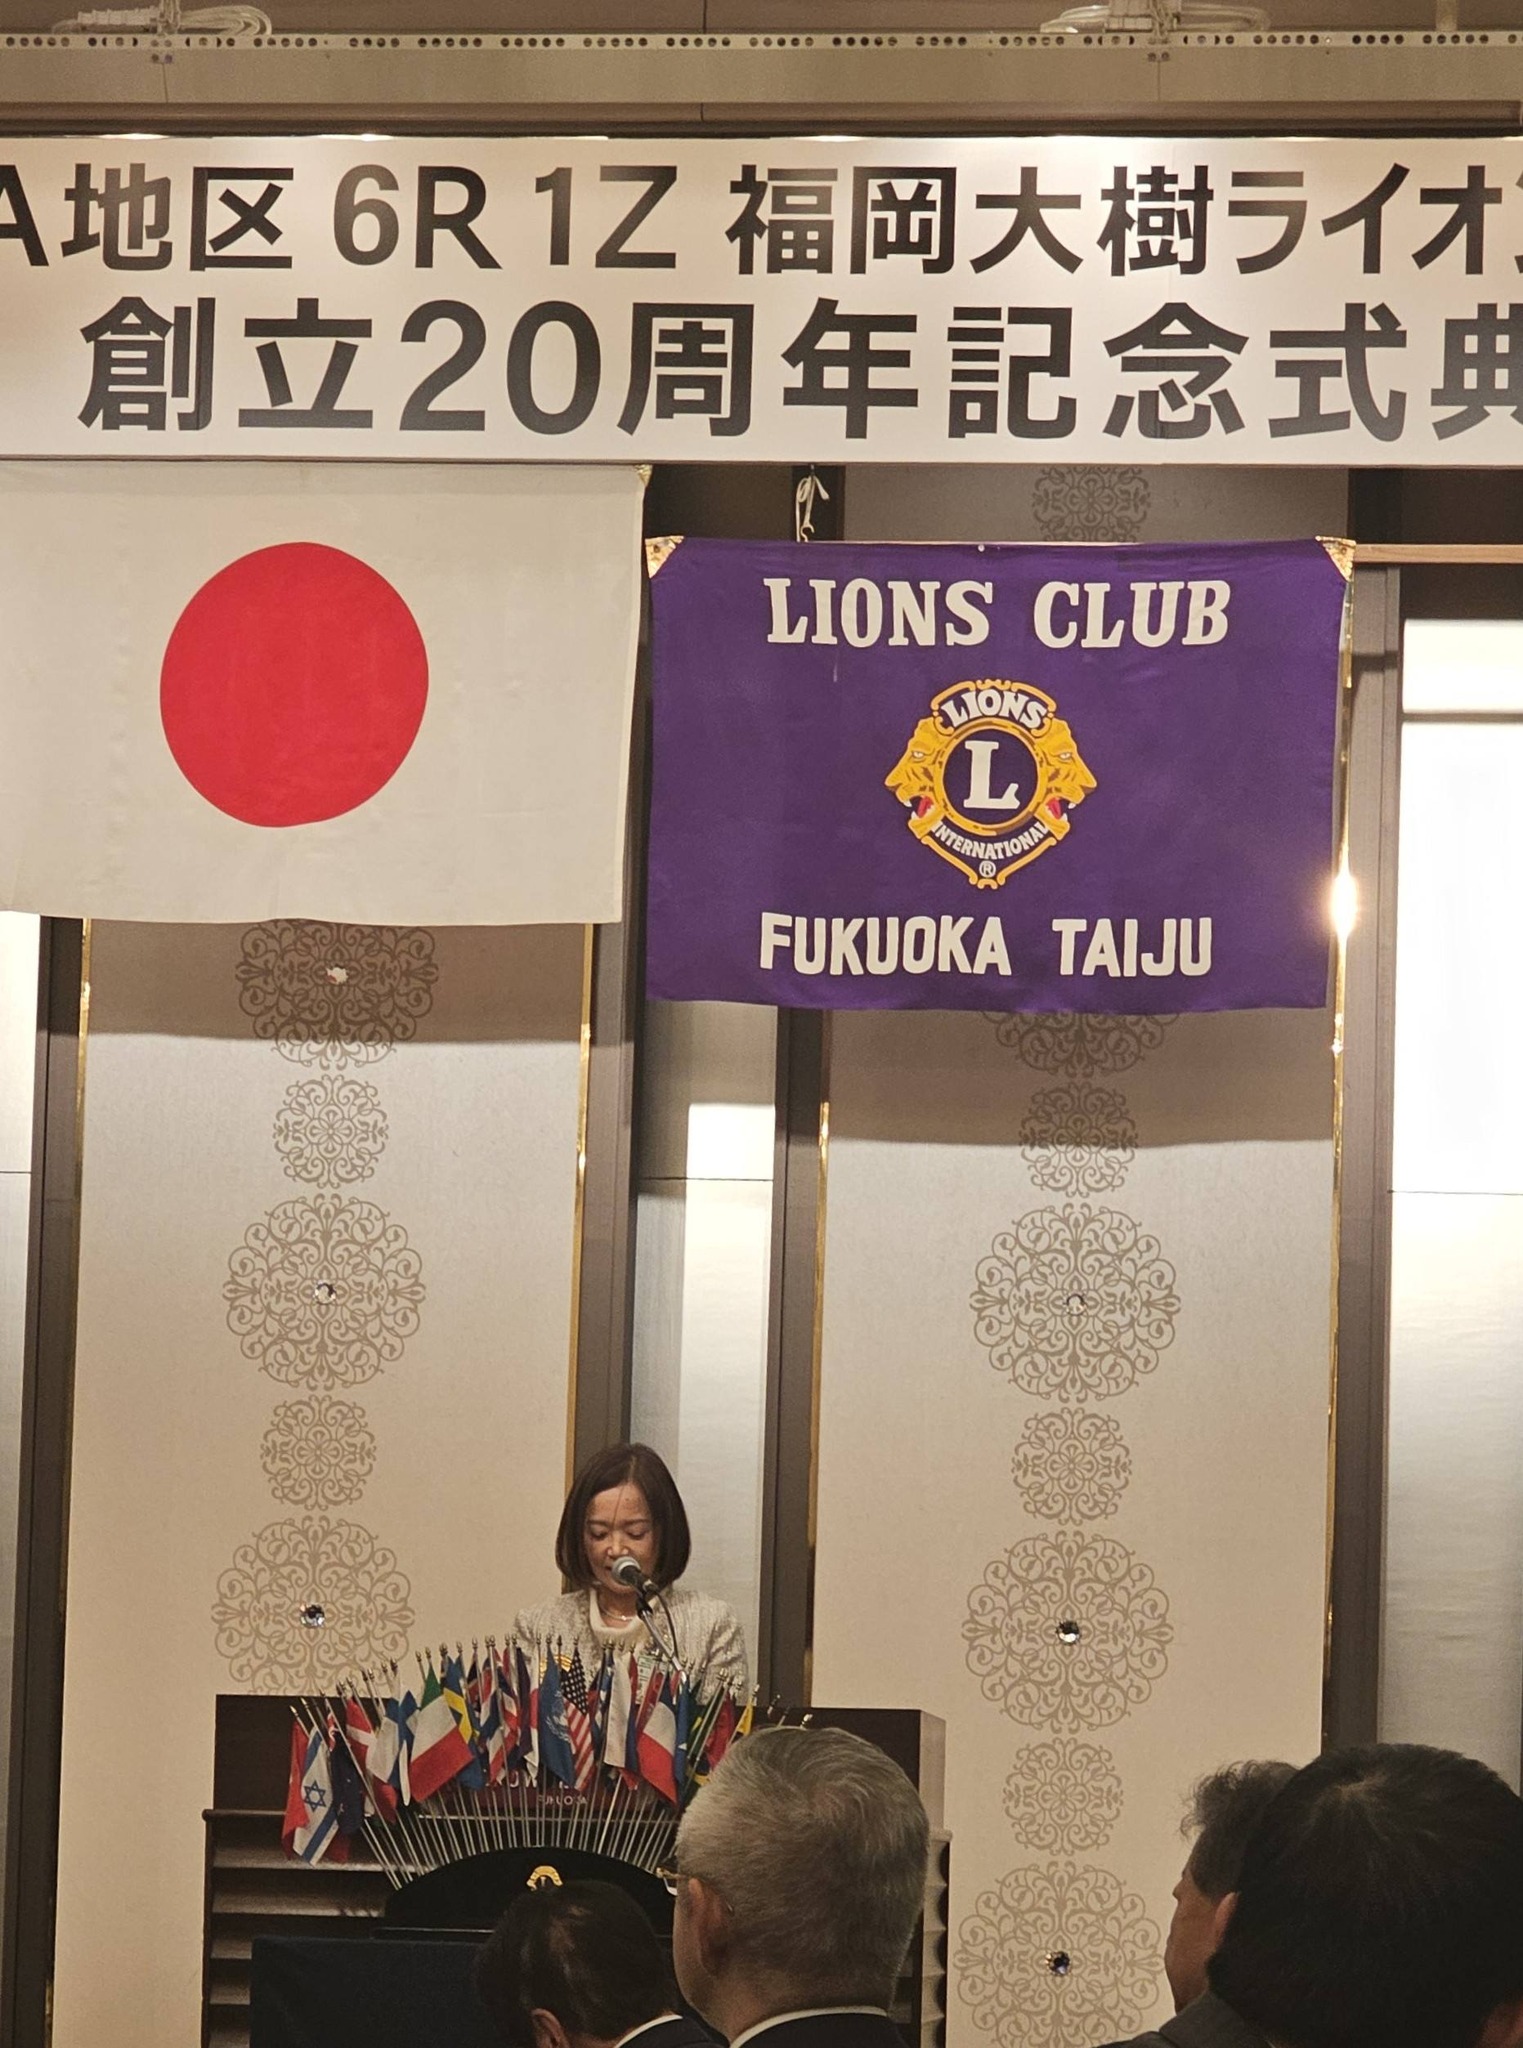 A地区 6R 1Z 福岡大樹ライオ
創立20周年記念式典
LIONS CLUB
LIONS
L
INTERNATIONAL
®
FUKUOKA TAIJU
FUKUOKA